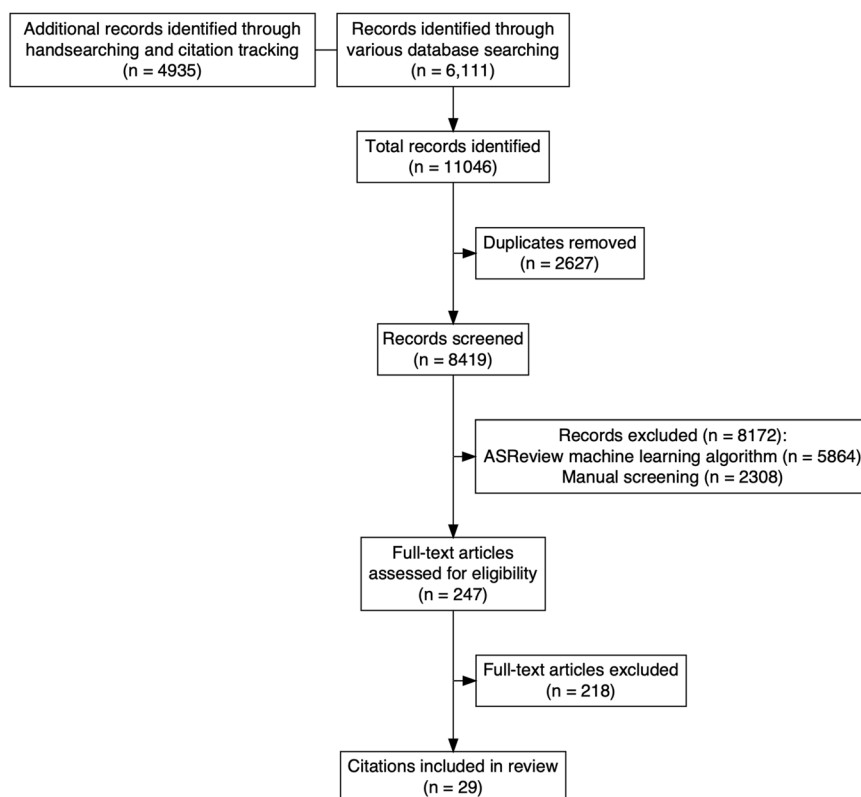 Additional records identified through
handsearching and citation tracking
(n = 4935)
Records identified through
various database searching
(n = 6,111)
Total records identified
(n = 11046)
Duplicates removed
(n = 2627)
Records screened
(n = 8419)
Records excluded (n = 8172):
ASReview machine learning algorithm (n = 5864)
Manual screening (n = 2308)
Full-text articles
assessed for eligibility
(n = 247)
Full-text articles excluded
(n = 218)
Citations included in review
(n = 29)